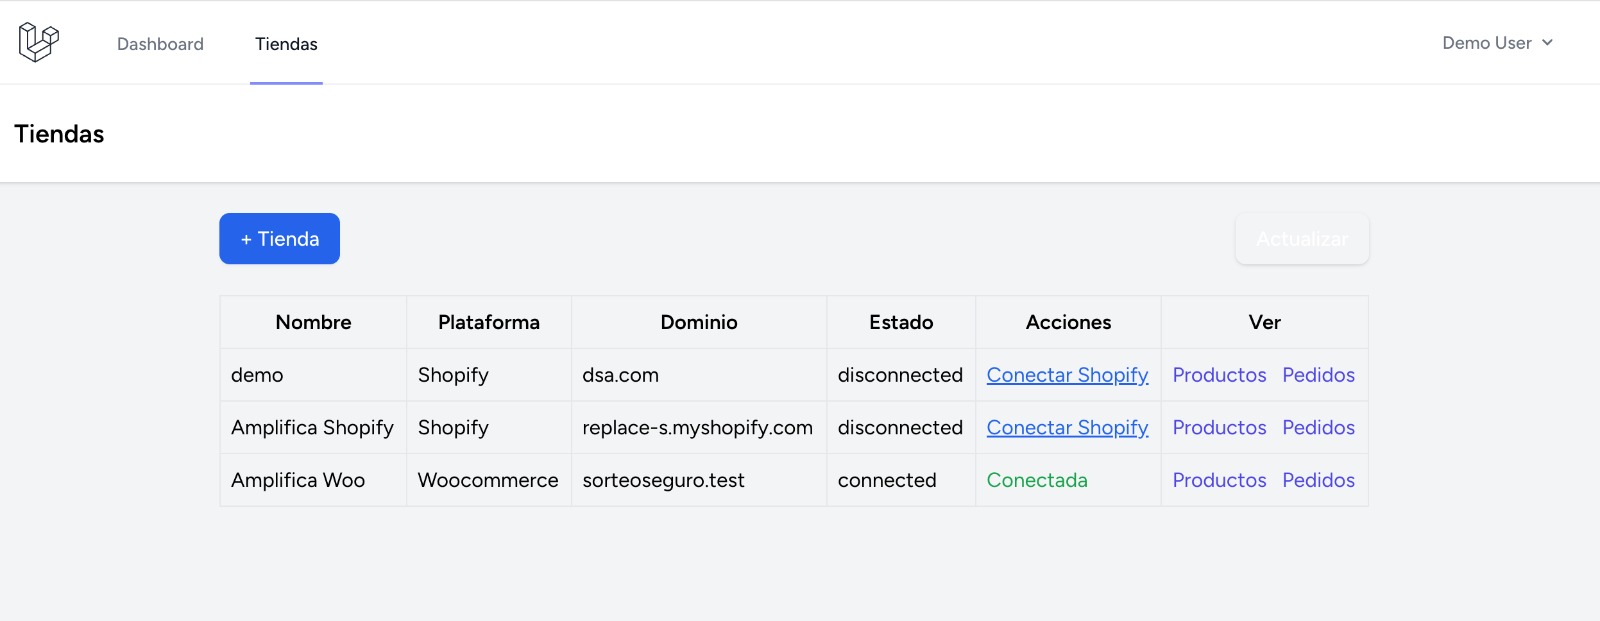 Dashboard Tiendas Demo User
Tiendas
+ Tienda Actualizar
Nombre Plataforma Dominio Estado Acciones Ver
demo Shopify dsa.com disconnected Conectar Shopify Productos Pedidos
Amplifica Shopify Shopify replace-s.myshopify.com disconnected Conectar Shopify Productos Pedidos
Amplifica Woo Woocommerce sorteoseguro.test connected Conectada Productos Pedidos